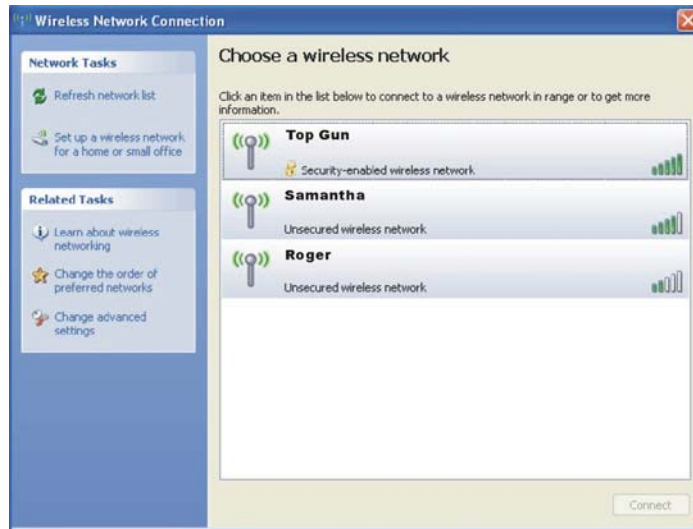 Wireless Network Connection
Network Tasks
Refresh network list
Set up a wireless network
for a home or small office
Related Tasks
Learn about wireless
networking
Change the order of
preferred networks
Change advanced
settings
Choose a wireless network
Click an item in the list below to connect to a wireless network in range or to get more
information.
Top Gun
Security-enabled wireless network
Samantha
Unsecured wireless network
Roger
Unsecured wireless network
Connect